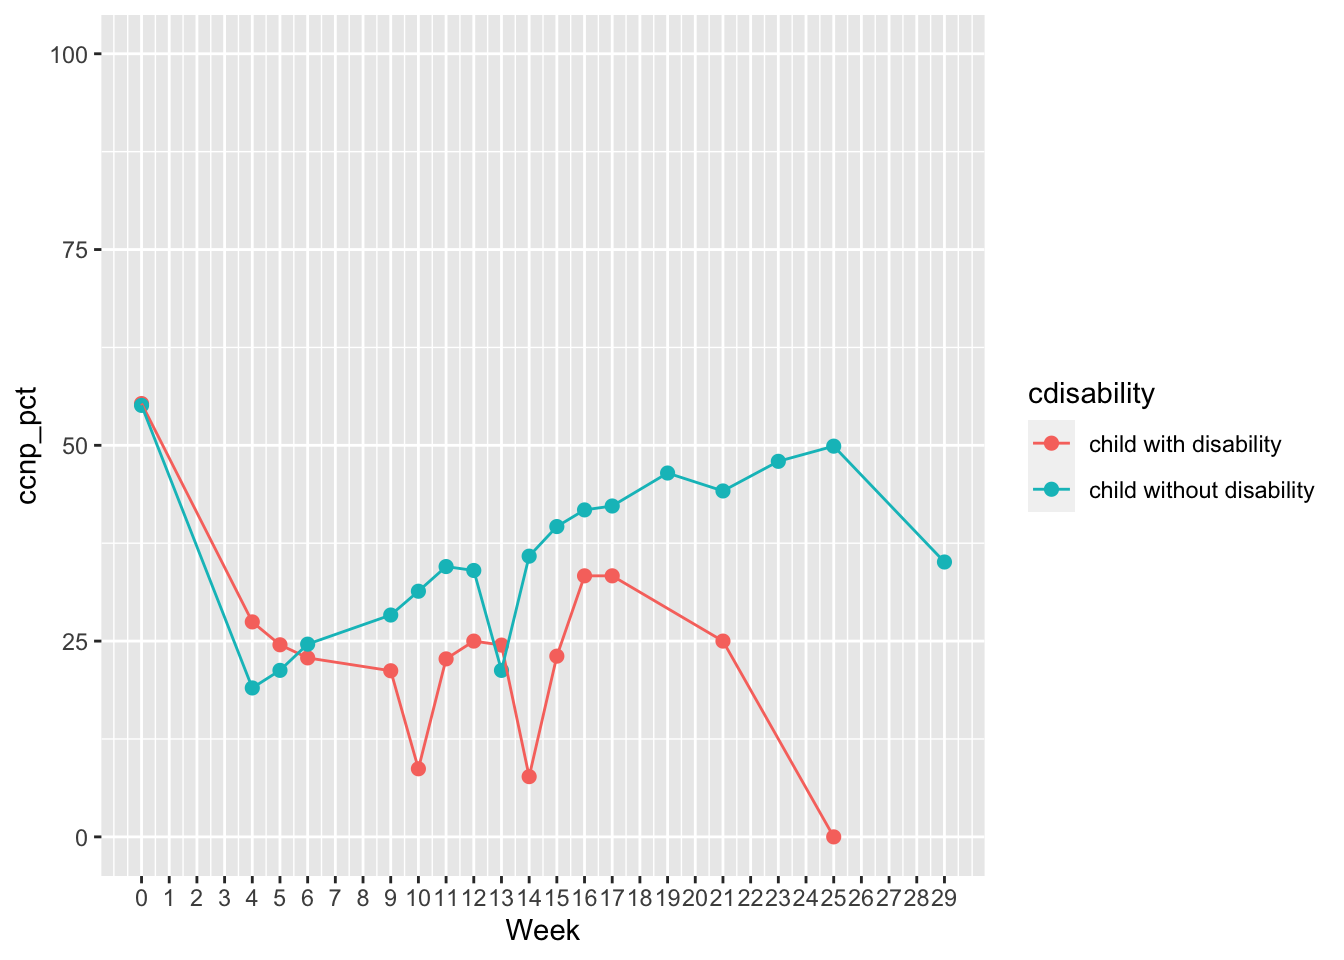 100
75
50
25
0
ccnp_pct
0 1 2 3 4 5 6 7 8 9 10 11 12 13 14 15 16 17 18 19 20 21 22 23 24 25 26 27 28 29
Week
cdisability
child with disability
child without disability